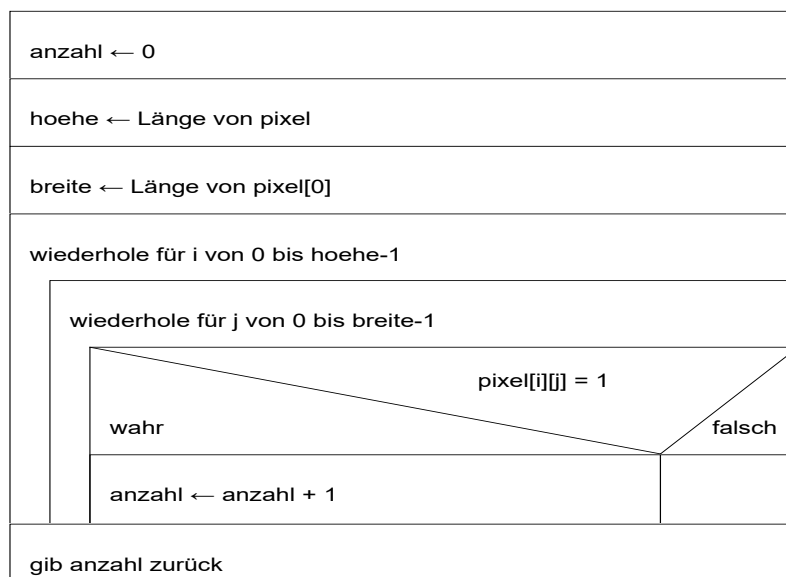 anzahl ← 0
hoehe ← Länge von pixel
breite ← Länge von pixel[0]
wiederhole für i von 0 bis hoehe-1
wiederhole für j von 0 bis breite-1
pixel[i][j] = 1
wahr
falsch
anzahl ← anzahl + 1
gib anzahl zurück